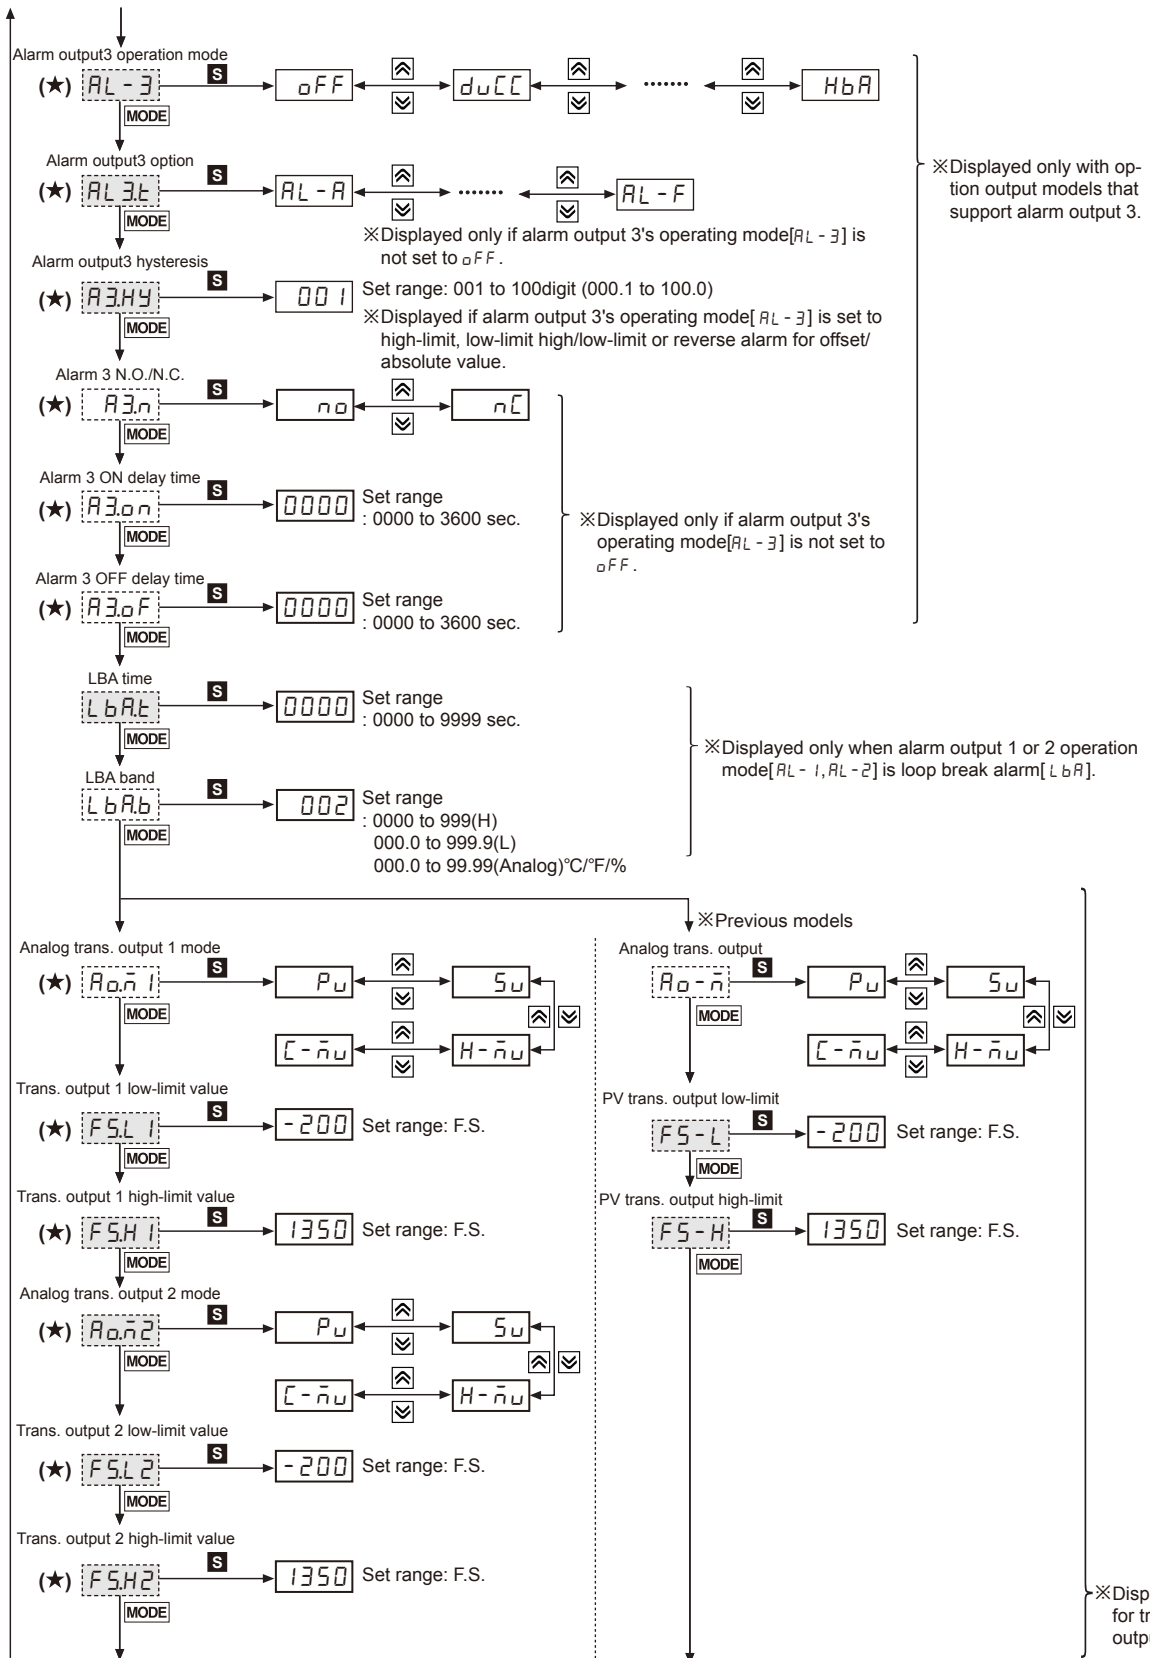 Alarm output3 operation mode
(★) AL-3 S oFF duCC ······· HbA
MODE
Alarm output3 option
(★) AL3.t S AL-A ······· AL-F
MODE
※Displayed only with op-
tion output models that
support alarm output 3.
※Displayed only if alarm output 3's operating mode[AL-3] is
not set to oFF.
Alarm output3 hysteresis
(★) A3.HY S 001 Set range: 001 to 100digit (000.1 to 100.0)
MODE
※Displayed if alarm output 3's operating mode[AL-3] is set to
high-limit, low-limit high/low-limit or reverse alarm for offset/
absolute value.
Alarm 3 N.O./N.C.
(★) A3.n S no nC
MODE
Alarm 3 ON delay time
(★) A3.on S 0000 Set range
: 0000 to 3600 sec.
MODE
※Displayed only if alarm output 3's
operating mode[AL-3] is not set to
oFF.
Alarm 3 OFF delay time
(★) A3.oF S 0000 Set range
: 0000 to 3600 sec.
MODE
LBA time
LbA.t S 0000 Set range
: 0000 to 9999 sec.
MODE
※Displayed only when alarm output 1 or 2 operation
mode[AL-1,AL-2] is loop break alarm[LbA].
LBA band
LbA.b S 002 Set range
: 0000 to 999(H)
000.0 to 999.9(L)
000.0 to 99.99(Analog)°C/°F/%
MODE
Analog trans. output 1 mode
(★) Ao.m1 S Pu Su
MODE
C-mu H-mu
Trans. output 1 low-limit value
(★) FS.L1 S -200 Set range: F.S.
MODE
Trans. output 1 high-limit value
(★) FS.H1 S 1350 Set range: F.S.
MODE
Analog trans. output 2 mode
(★) Ao.m2 S Pu Su
MODE
C-mu H-mu
Trans. output 2 low-limit value
(★) FS.L2 S -200 Set range: F.S.
MODE
Trans. output 2 high-limit value
(★) FS.H2 S 1350 Set range: F.S.
MODE
※Previous models
Analog trans. output
Ao-m S Pu Su
MODE
C-mu H-mu
PV trans. output low-limit
FS-L S -200 Set range: F.S.
MODE
PV trans. output high-limit
FS-H S 1350 Set range: F.S.
MODE
※Disp
for tr
outpu